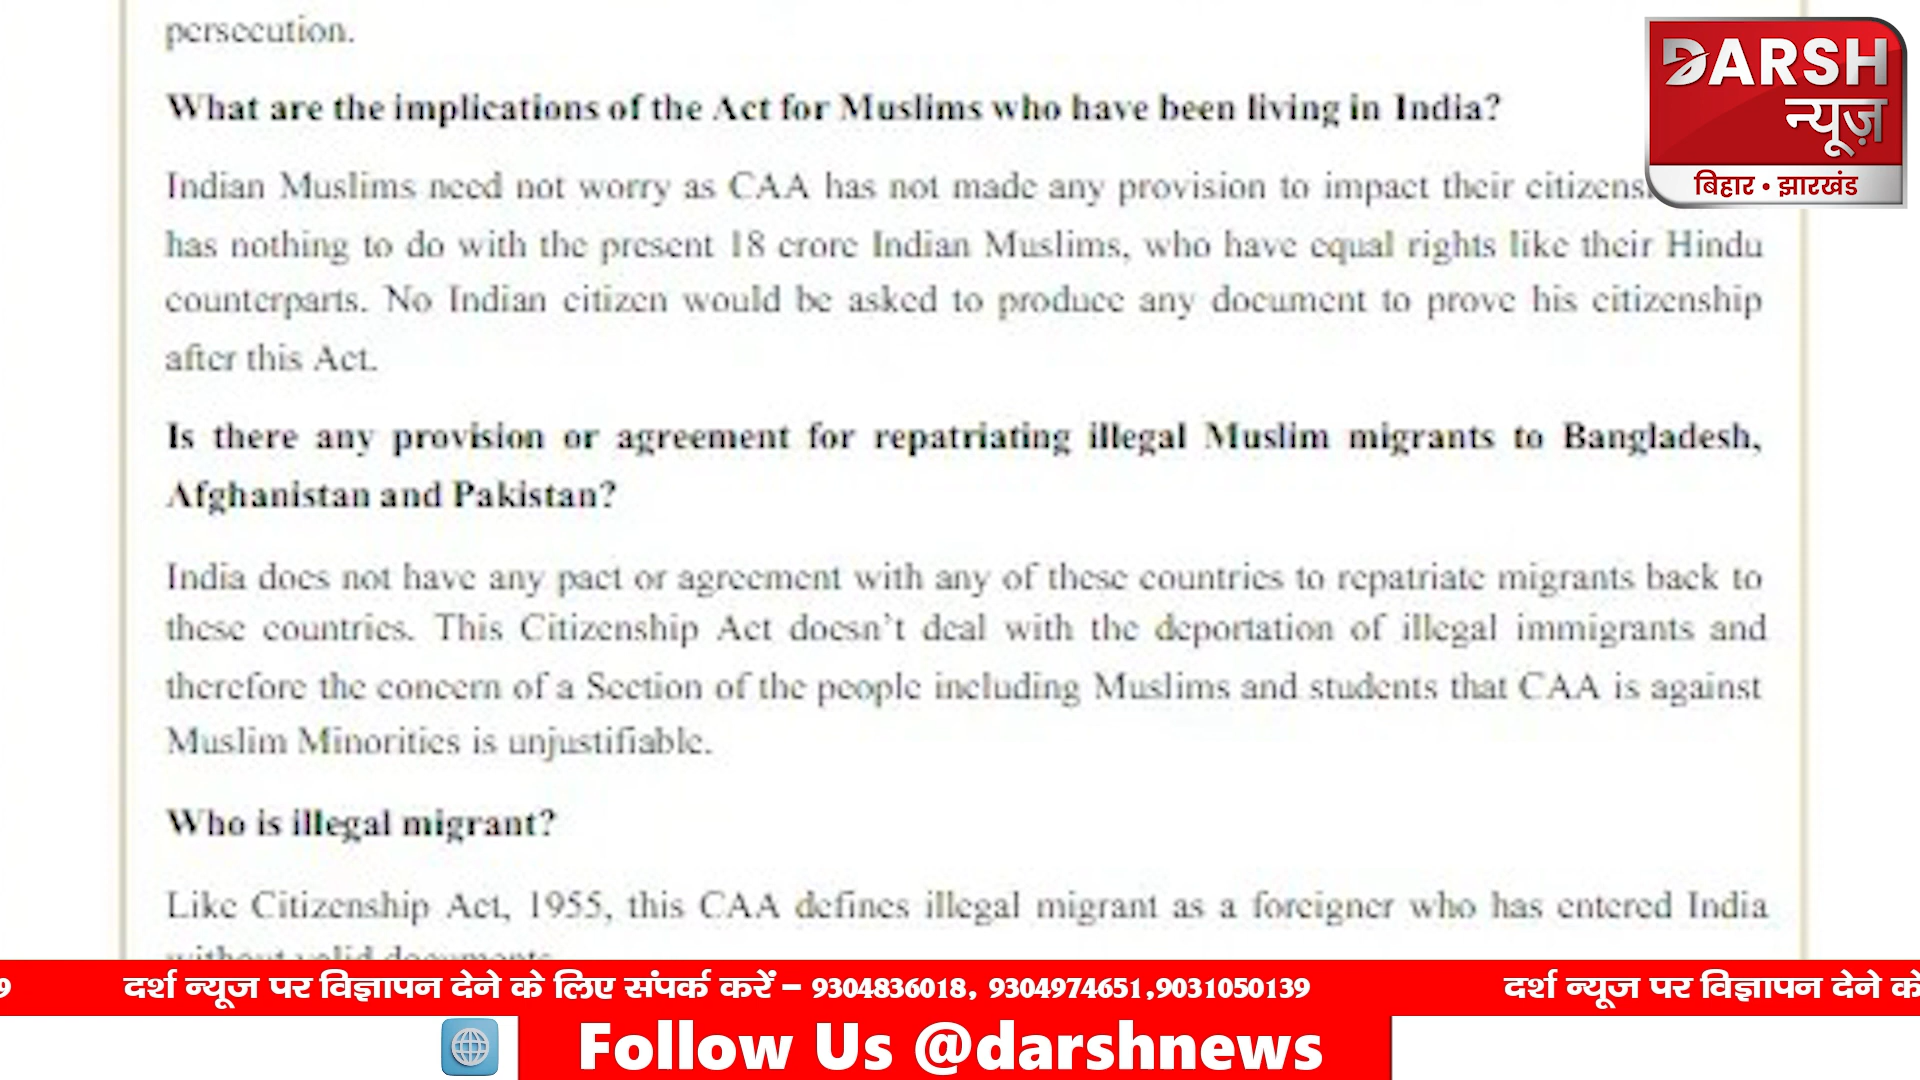 persecution.
What are the implications of the Act for Muslims who have been living in India?
Indian Muslims need not worry as CAA has not made any provision to impact their
has nothing to do with the present 18 crore Indian Muslims, who have equal rights like their Hindu
counterparts. No Indian citizen would be asked to produce any document to prove his citizenship
after this Act.
Is there any provision or agreement for repatriating illegal Muslim migrants to Bangladesh,
Afghanistan and Pakistan?
India does not have any pact or agreement with any of these countries to repatriate migrants back to
these countries. This Citizenship Act doesn't deal with the deportation of illegal immigrants and
therefore the concern of a Section of the people including Muslims and students that CAA is against
Muslim Minorities is unjustifiable.
Who is illegal migrant?
Like Citizenship Act, 1955, this CAA defines illegal migrant as a foreigner who has entered India
without valid documents
DARSH
न्यूज़
बिहार • झारखंड
9 दर्श न्यूज पर विज्ञापन देने के लिए संपर्क करें – 9304836018, 9304974651,9031050139 दर्श न्यूज पर विज्ञापन देने के
Follow Us @darshnews